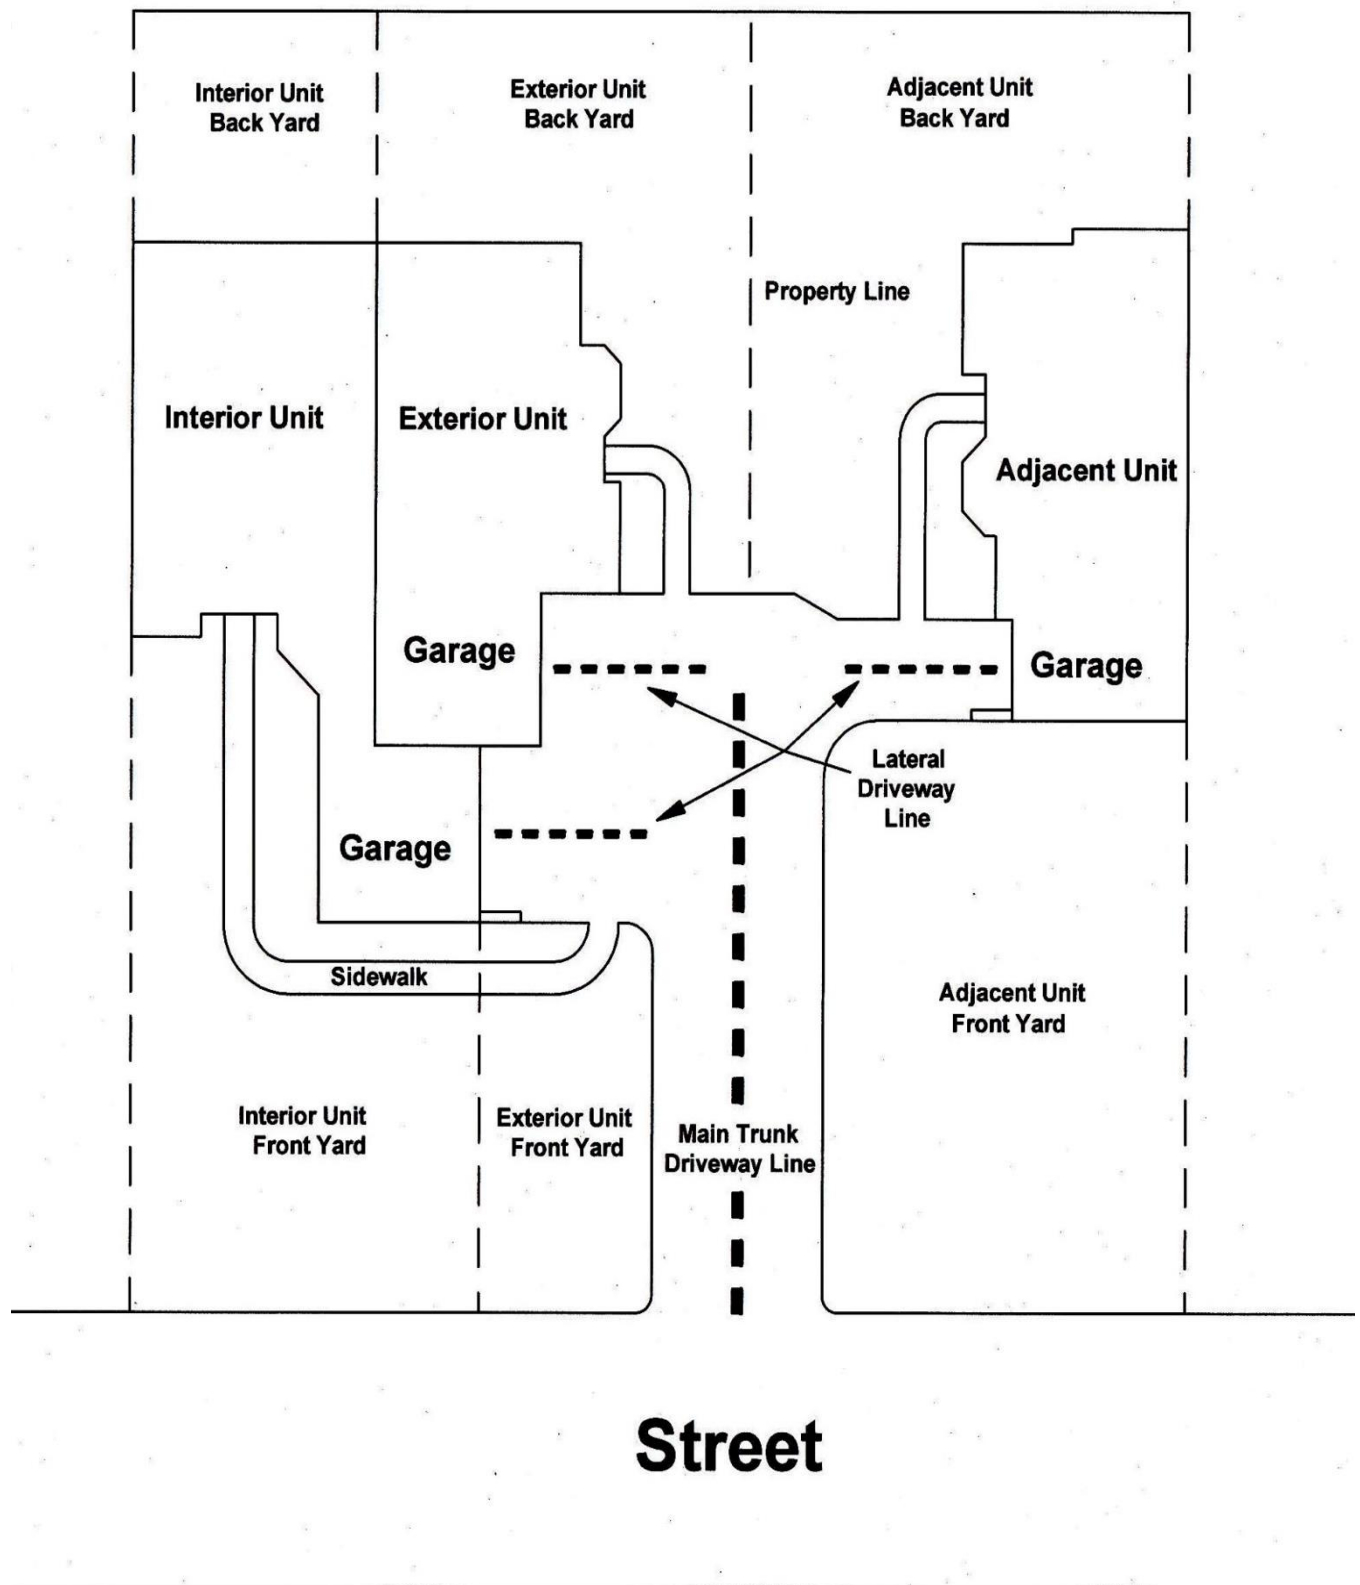 Interior Unit
Back Yard
Exterior Unit
Back Yard
Adjacent Unit
Back Yard
Property Line
Interior Unit
Exterior Unit
Adjacent Unit
Garage
Garage
Lateral
Driveway
Line
Garage
Sidewalk
Adjacent Unit
Front Yard
Interior Unit
Front Yard
Exterior Unit
Front Yard
Main Trunk
Driveway Line
Street